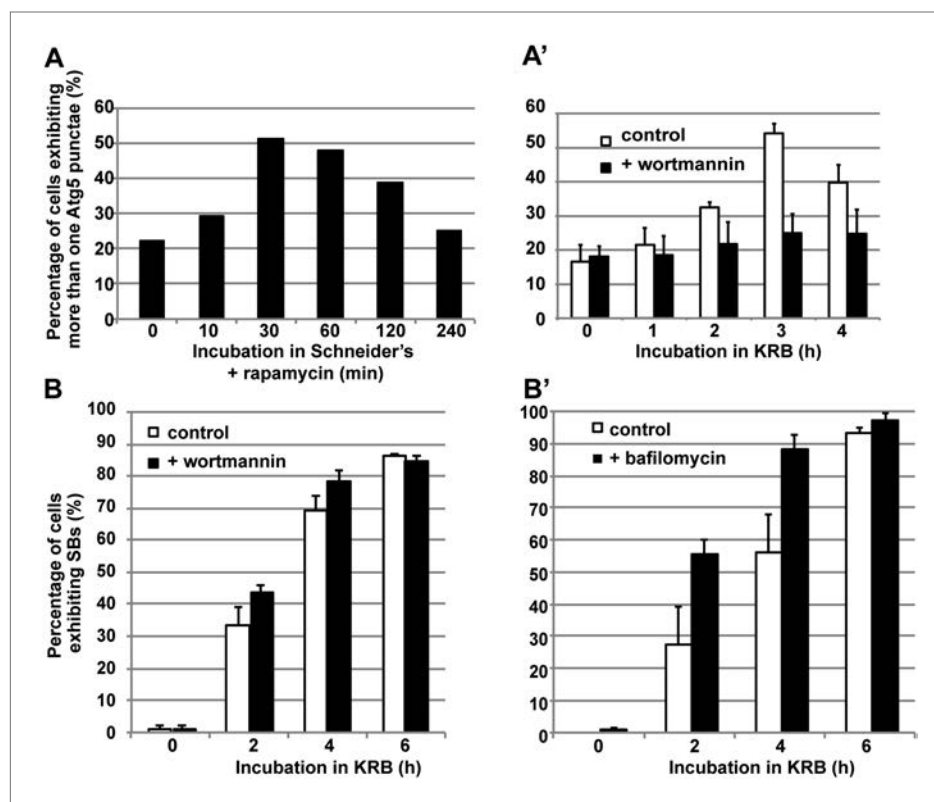 A
Percentage of cells exhibiting
more than one Atg5 punctae (%)
60
50
40
30
20
10
0
0 10 30 60 120 240
Incubation in Schneider's
+ rapamycin (min)
A'
60
50
40
30
20
10
0
control
+ wortmannin
0 1 2 3 4
Incubation in KRB (h)
B
Percentage of cells
exhibiting SBs (%)
100
90
80
70
60
50
40
30
20
10
0
control
+ wortmannin
0 2 4 6
Incubation in KRB (h)
B'
100
90
80
70
60
50
40
30
20
10
0
control
+ bafilomycin
0 2 4 6
Incubation in KRB (h)